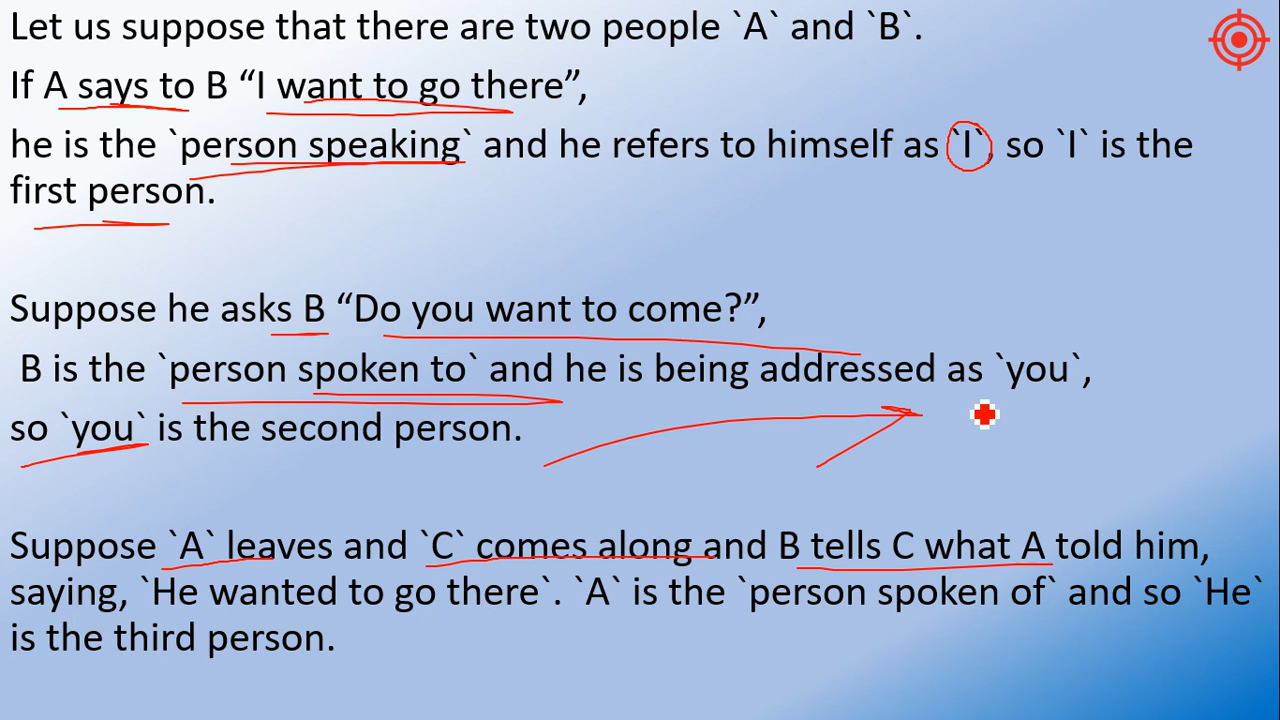 Let us suppose that there are two people `A` and `B`.
If A says to B “I want to go there”,
he is the `person speaking` and he refers to himself as `I`, so `I` is the
first person.
Suppose he asks B “Do you want to come?”,
B is the `person spoken to` and he is being addressed as `you`,
so `you` is the second person.
Suppose `A` leaves and `C` comes along and B tells C what A told him,
saying, `He wanted to go there`. `A` is the `person spoken of` and so `He`
is the third person.